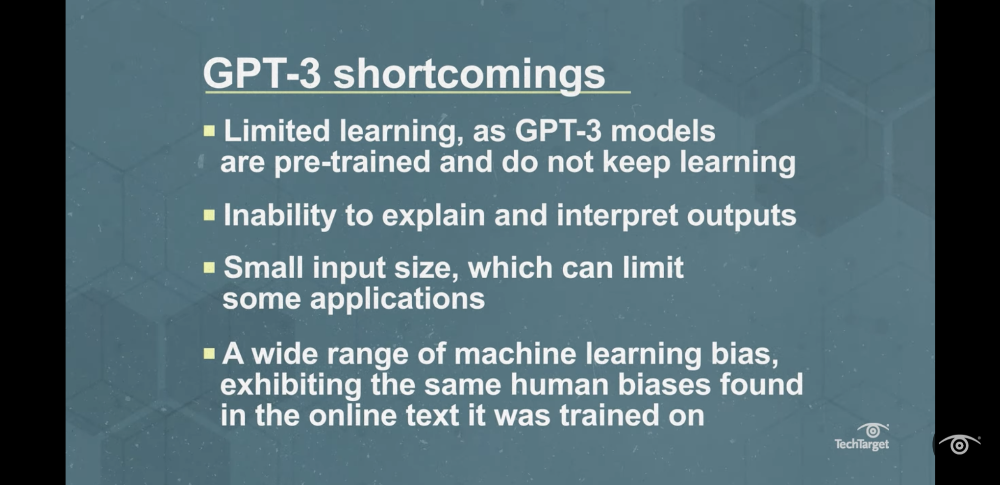 GPT-3 shortcomings
Limited learning, as GPT-3 models
are pre-trained and do not keep learning
Inability to explain and interpret outputs
Small input size, which can limit
some applications
A wide range of machine learning bias,
exhibiting the same human biases found
in the online text it was trained on
TechTarget